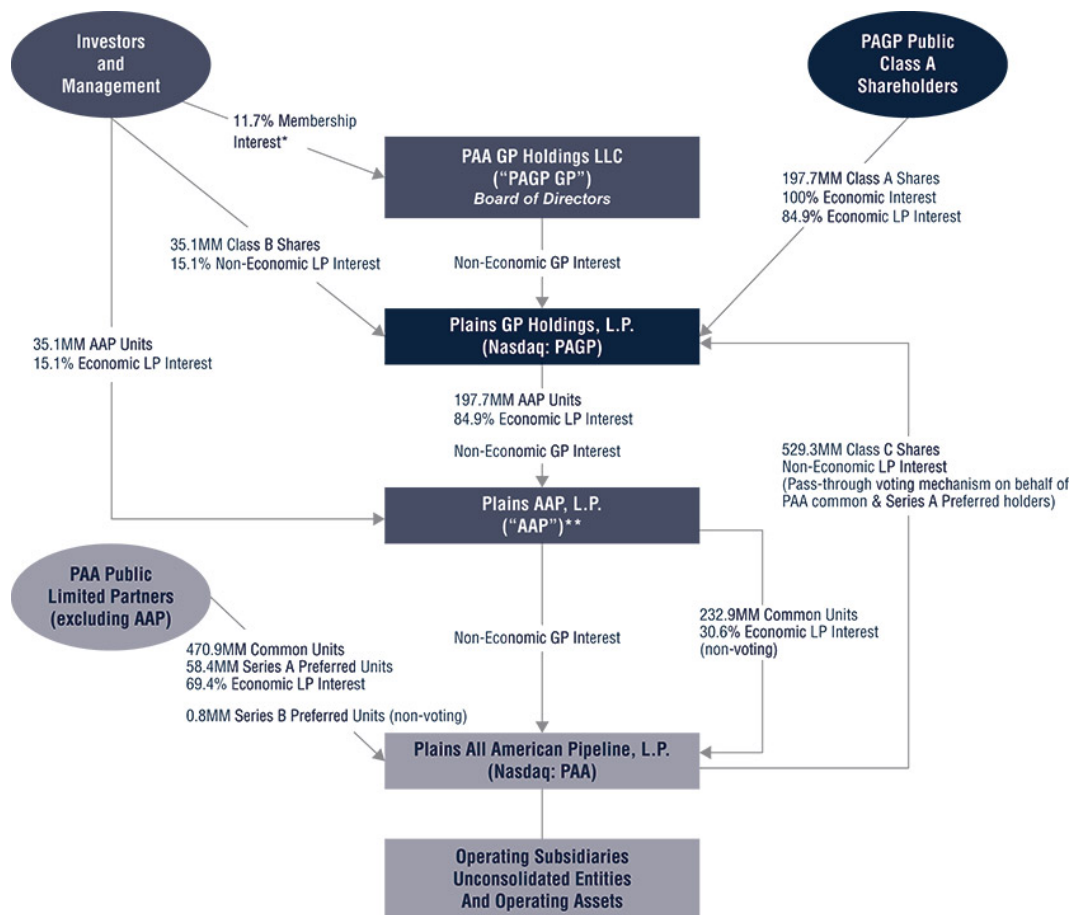 Investors
and
Management
PAGP Public
Class A
Shareholders
11.7% Membership
Interest*
PAA GP Holdings LLC
(“PAGP GP”)
Board of Directors
197.7MM Class A Shares
100% Economic Interest
84.9% Economic LP Interest
35.1MM Class B Shares
15.1% Non-Economic LP Interest
Non-Economic GP Interest
Plains GP Holdings, L.P.
(Nasdaq: PAGP)
35.1MM AAP Units
15.1% Economic LP Interest
197.7MM AAP Units
84.9% Economic LP Interest
Non-Economic GP Interest
529.3MM Class C Shares
Non-Economic LP Interest
(Pass-through voting mechanism on behalf of
PAA common & Series A Preferred holders)
Plains AAP, L.P.
(“AAP”)**
PAA Public
Limited Partners
(excluding AAP)
232.9MM Common Units
30.6% Economic LP Interest
(non-voting)
Non-Economic GP Interest
470.9MM Common Units
58.4MM Series A Preferred Units
69.4% Economic LP Interest
0.8MM Series B Preferred Units (non-voting)
Plains All American Pipeline, L.P.
(Nasdaq: PAA)
Operating Subsidiaries
Unconsolidated Entities
And Operating Assets